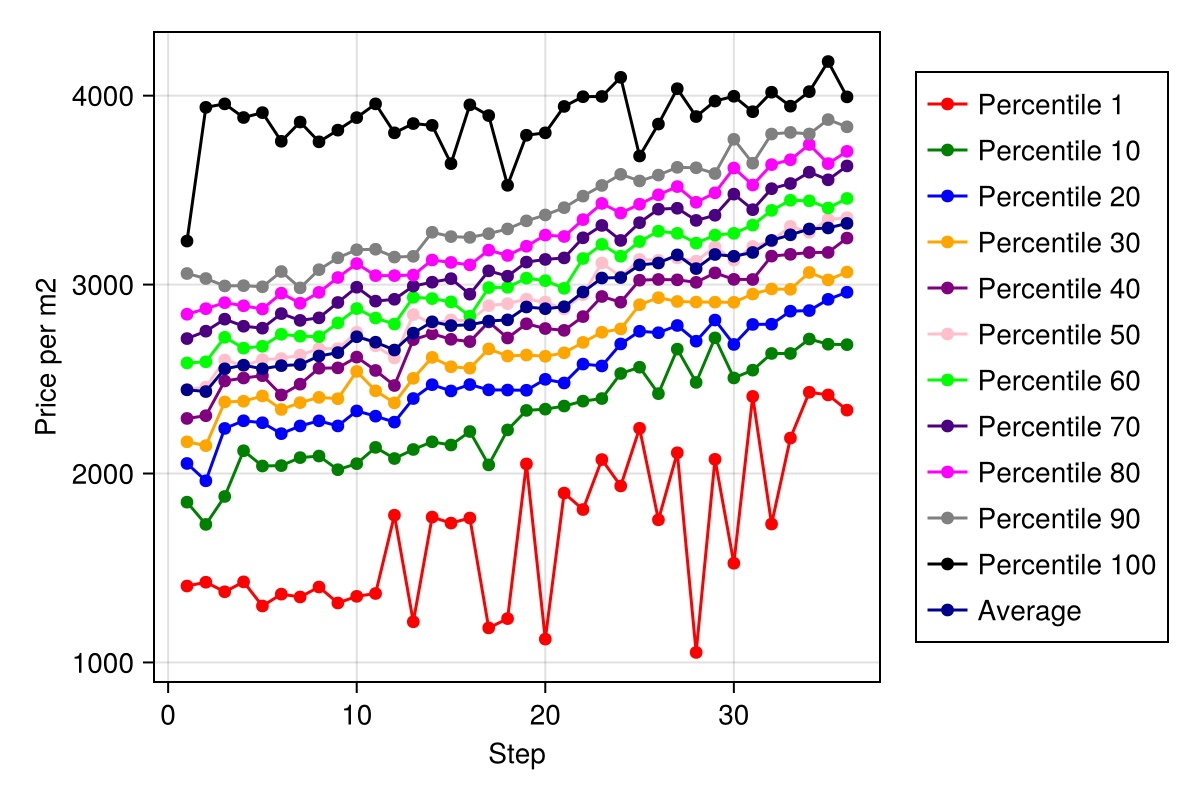 4000
3000
2000
1000
Price per m2
0 10 20 30
Step
Percentile 1
Percentile 10
Percentile 20
Percentile 30
Percentile 40
Percentile 50
Percentile 60
Percentile 70
Percentile 80
Percentile 90
Percentile 100
Average